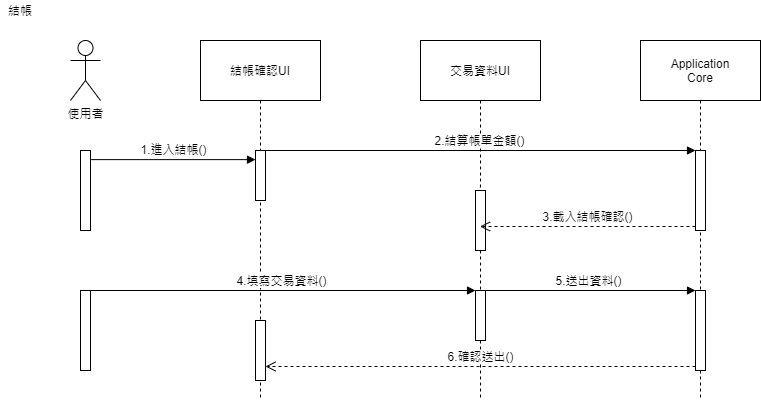 結帳
結帳確認UI
交易資料UI
Application
Core
使用者
1.進入結帳()
2.結算帳單金額()
3.載入結帳確認()
4.填寫交易資料()
5.送出資料()
6.確認送出()